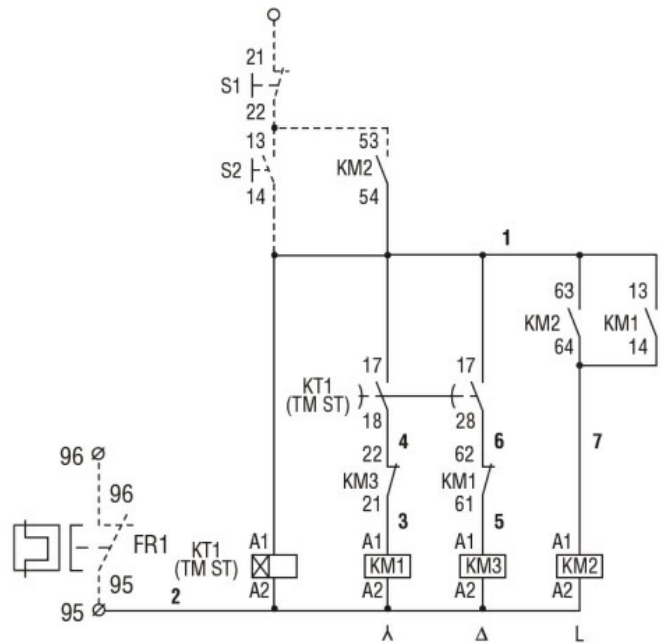 21
S1
22
13 53
S2 KM2
14 54
1
63 13
KM2 KM1
64 14
17 17
KT1
(TM ST)
18 28
4 6 7
22 62
KM3 KM1
21 61
96
96
3 5
FR1
KT1
(TM ST)
A1 A1 A1 A1
KM1 KM3 KM2
95
A2 A2 A2 A2
95 2
λ Δ L